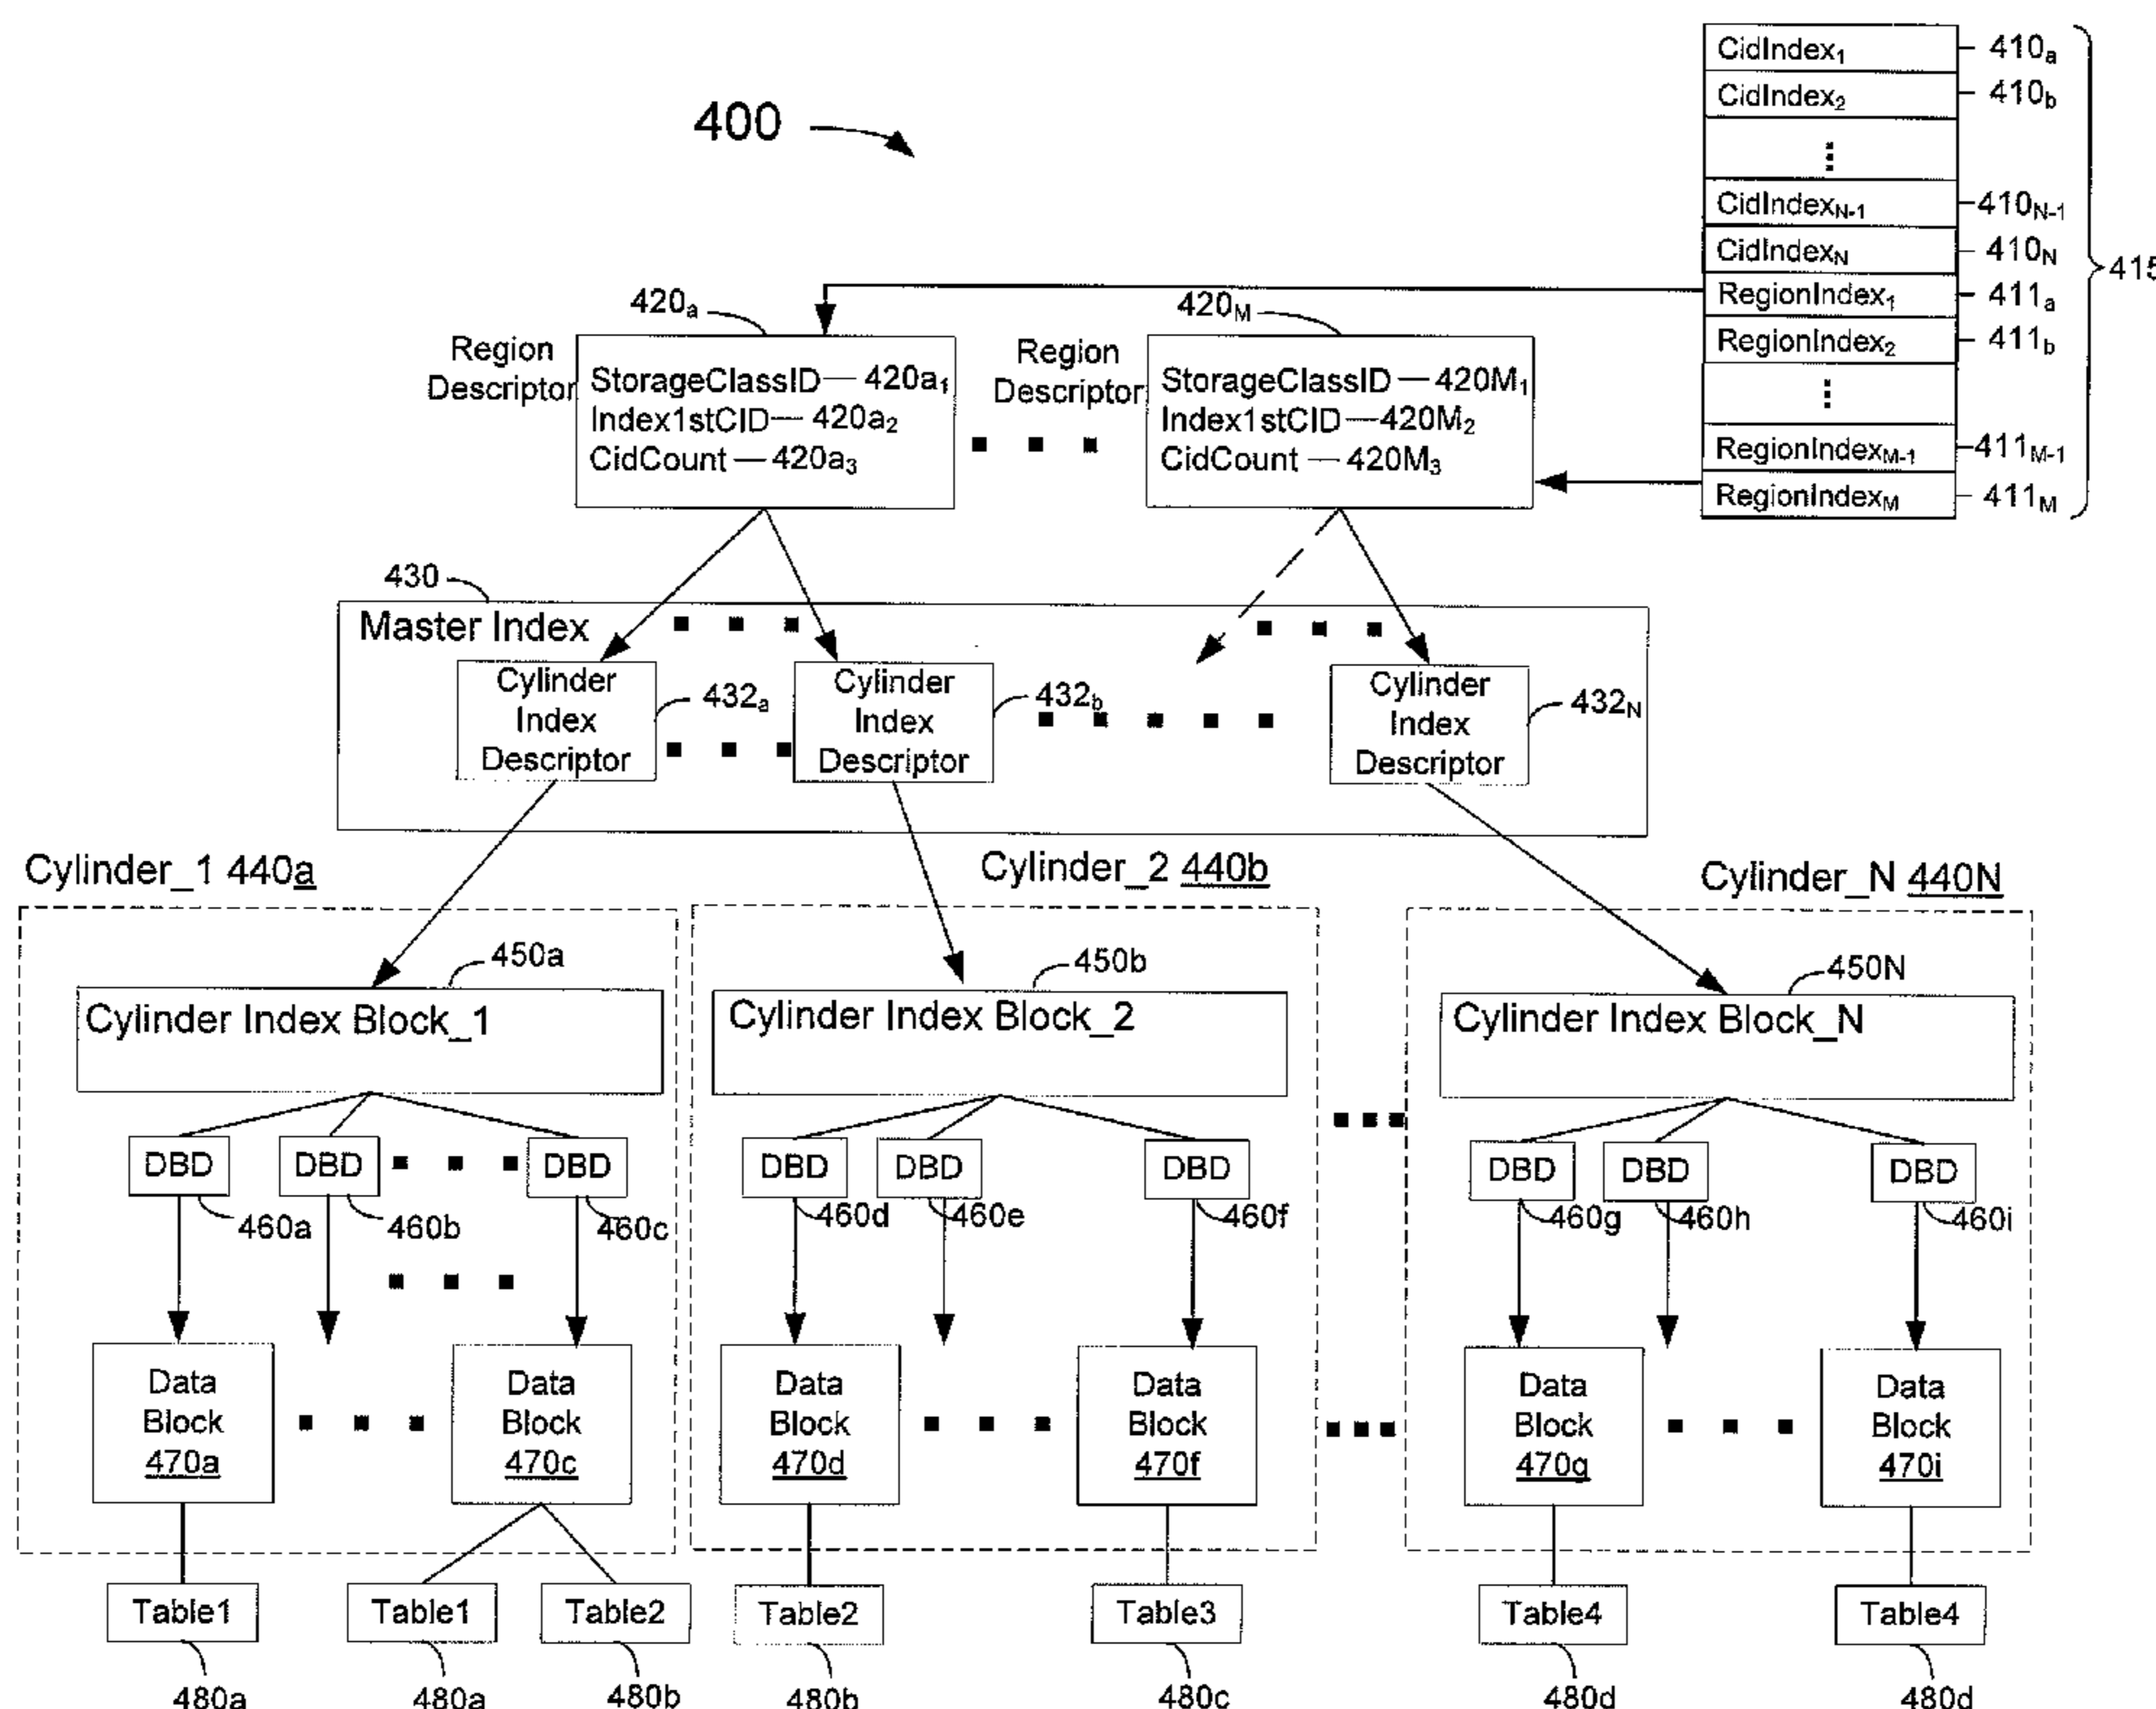 400
CidIndex1 410a
CidIndex2 410b
CidIndexN-1 410N-1
CidIndexN 410N
RegionIndex1 411a
RegionIndex2 411b
RegionIndexM-1 411M-1
RegionIndexM 411M
415
420a
Region
Descriptor
StorageClassID 420a1
Index1stCID 420a2
CidCount 420a3
420M
Region
Descriptor
StorageClassID 420M1
Index1stCID 420M2
CidCount 420M3
430
Master Index
Cylinder
Index
Descriptor
432a
Cylinder
Index
Descriptor
432b
Cylinder
Index
Descriptor
432N
Cylinder_1 440a
450a
Cylinder Index Block_1
DBD
DBD
DBD
460a
460b
460c
Data
Block
470a
Data
Block
470c
Table1
Table1
Table2
480a
480a
480b
Cylinder_2 440b
450b
Cylinder Index Block_2
DBD
DBD
DBD
460d
460e
460f
Data
Block
470d
Data
Block
470f
Table2
Table3
480b
480c
Cylinder_N 440N
450N
Cylinder Index Block_N
DBD
DBD
DBD
460g
460h
460i
Data
Block
470g
Data
Block
470i
Table4
Table4
480d
480d